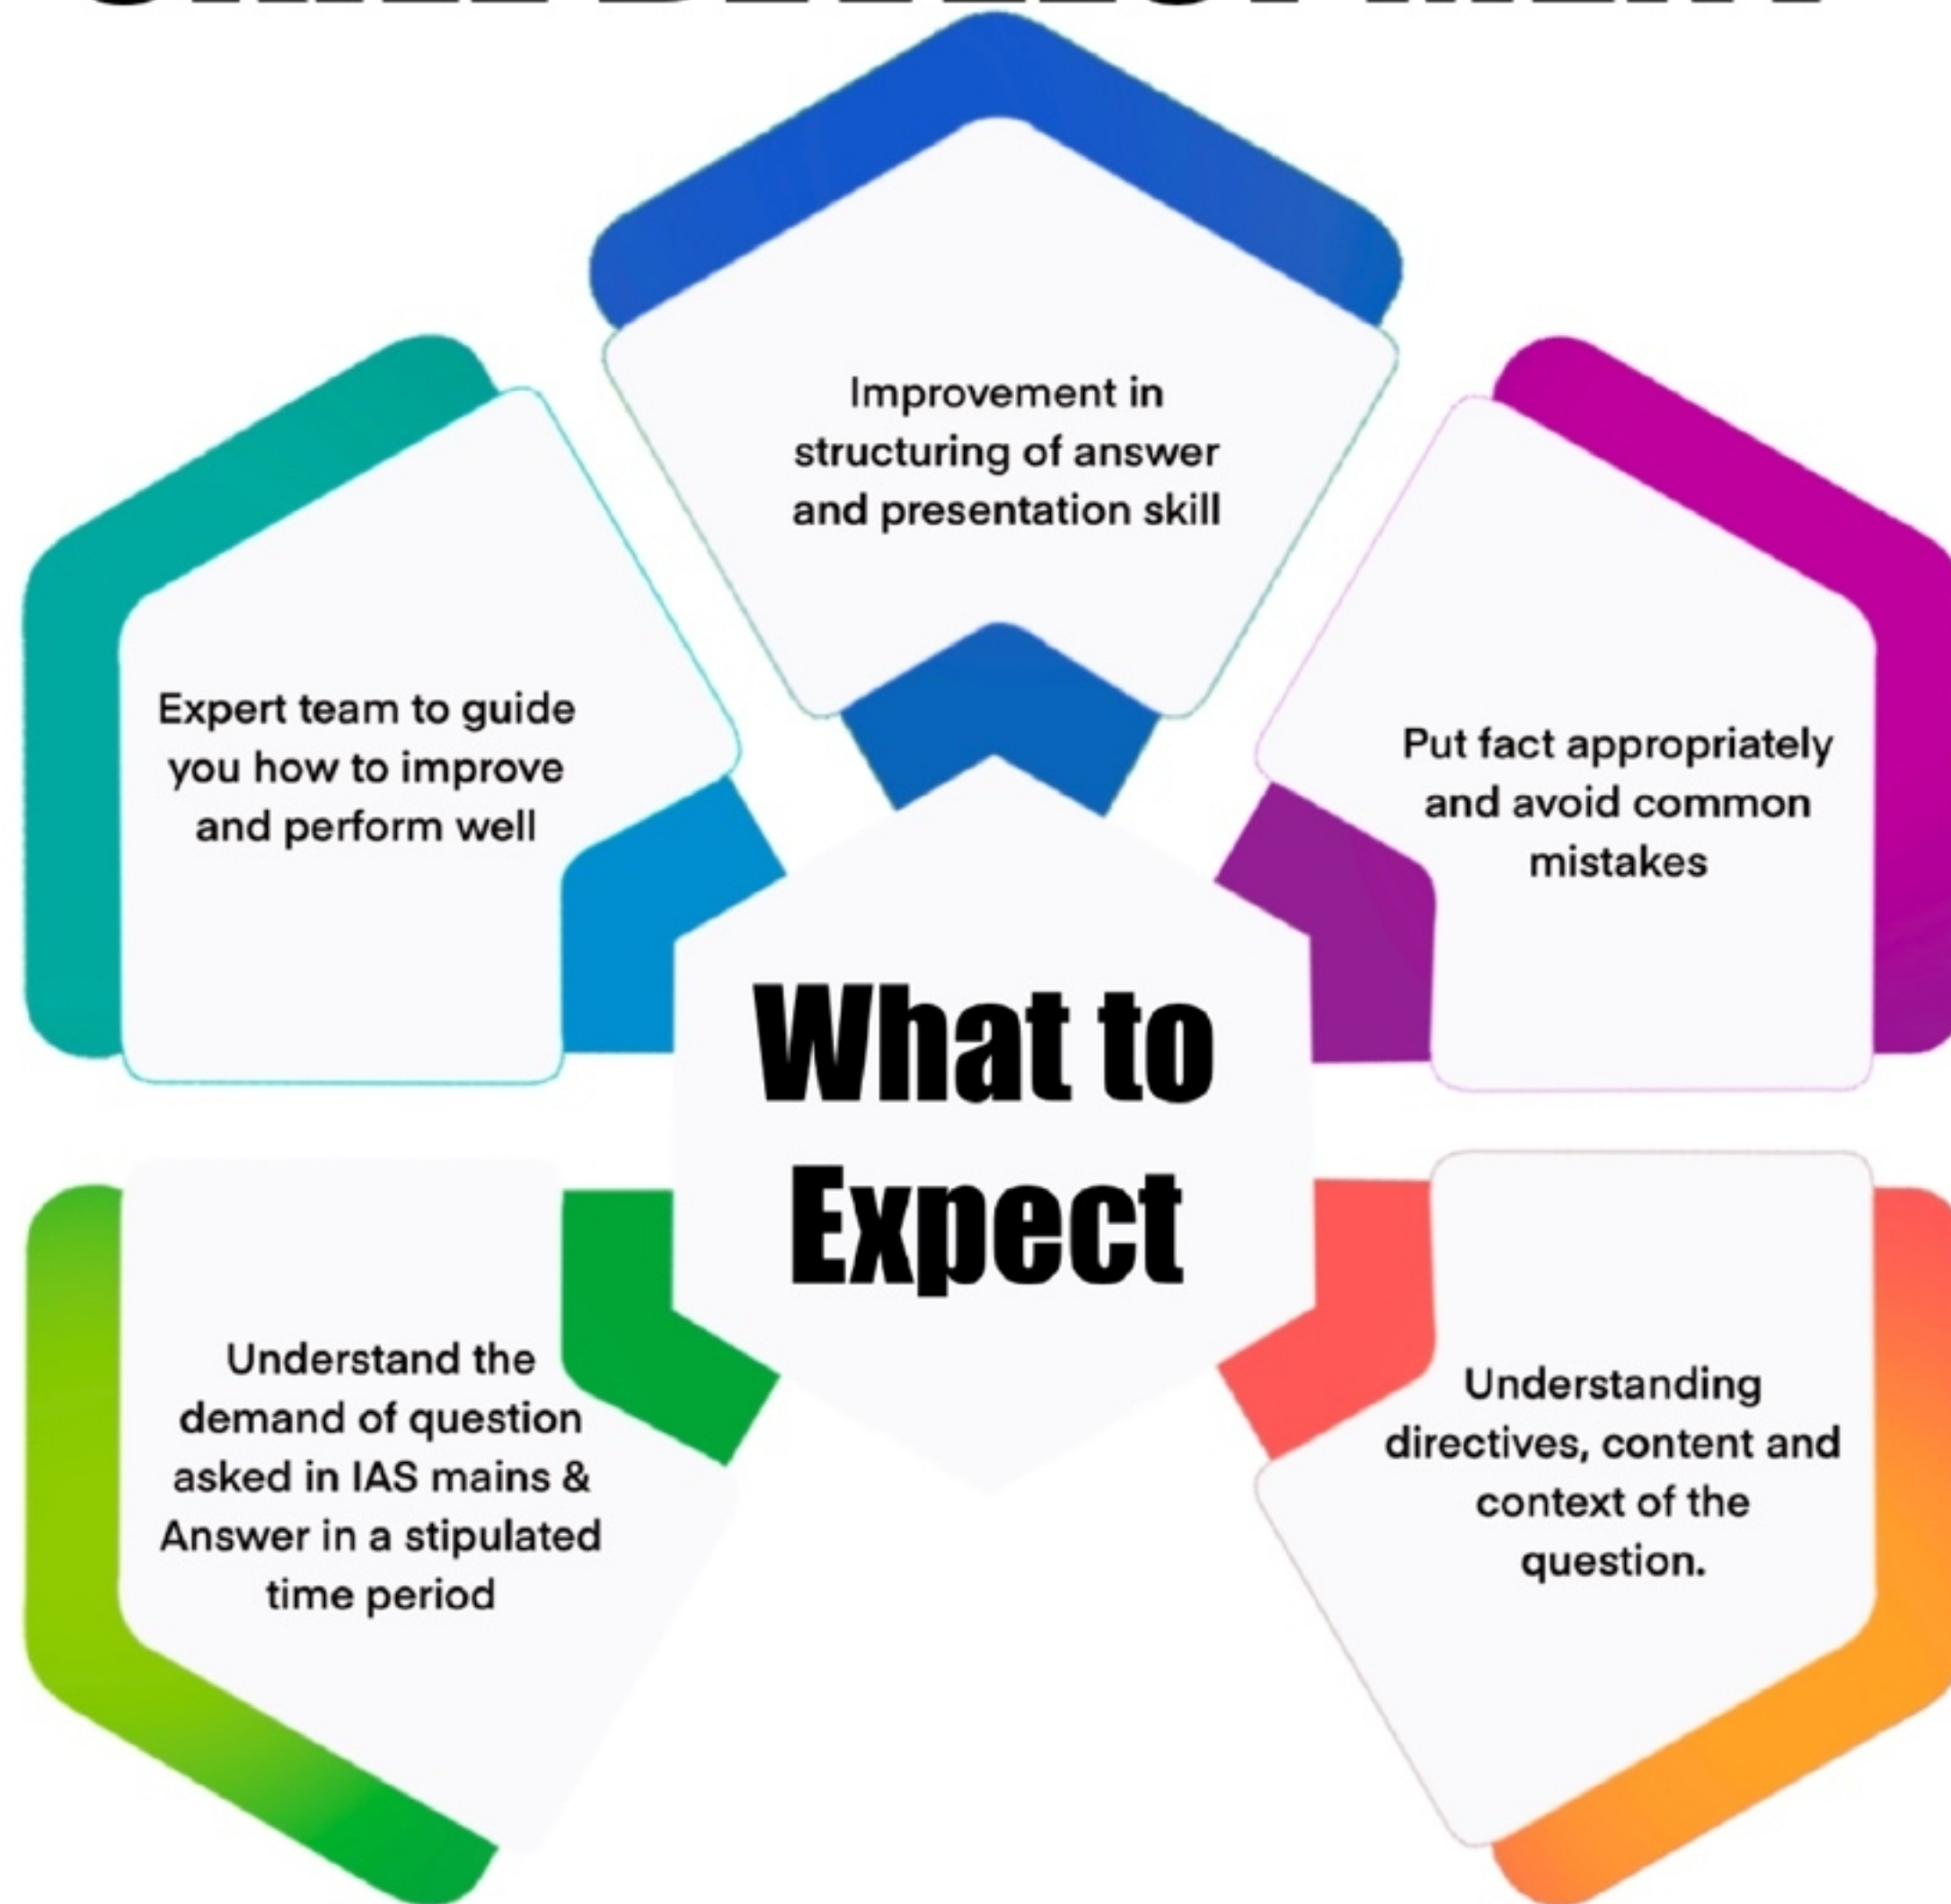 Improvement in
structuring of answer
and presentation skill
Expert team to guide
you how to improve
and perform well
Put fact appropriately
and avoid common
mistakes
What to
Expect
Understand the
demand of question
asked in IAS mains &
Answer in a stipulated
time period
Understanding
directives, content and
context of the
question.